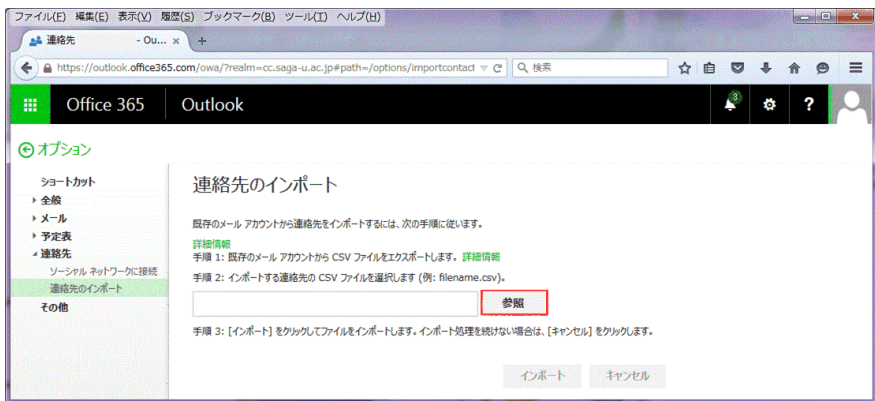 ファイル(F) 編集(E) 表示(V) 履歴(S) ブックマーク(B) ツール(T) ヘルプ(H)
連絡先 - Ou... × +
https://outlook.office365.com/owa/?realm=cc.saga-u.ac.jp#path=/options/importcontact 検索
Office 365 Outlook 3 ?
オプション
ショートカット
全般
メール
予定表
連絡先
ソーシャル ネットワークに接続
連絡先のインポート
その他
連絡先のインポート
既存のメール アカウントから連絡先をインポートするには、次の手順に従います。
詳細情報
手順 1: 既存のメール アカウントから CSV ファイルをエクスポートします。 詳細情報
手順 2: インポートする連絡先の CSV ファイルを選択します (例: filename.csv)。
参照
手順 3: [インポート] をクリックしてファイルをインポートします。インポート処理を続けない場合は、[キャンセル] をクリックします。
インポート キャンセル